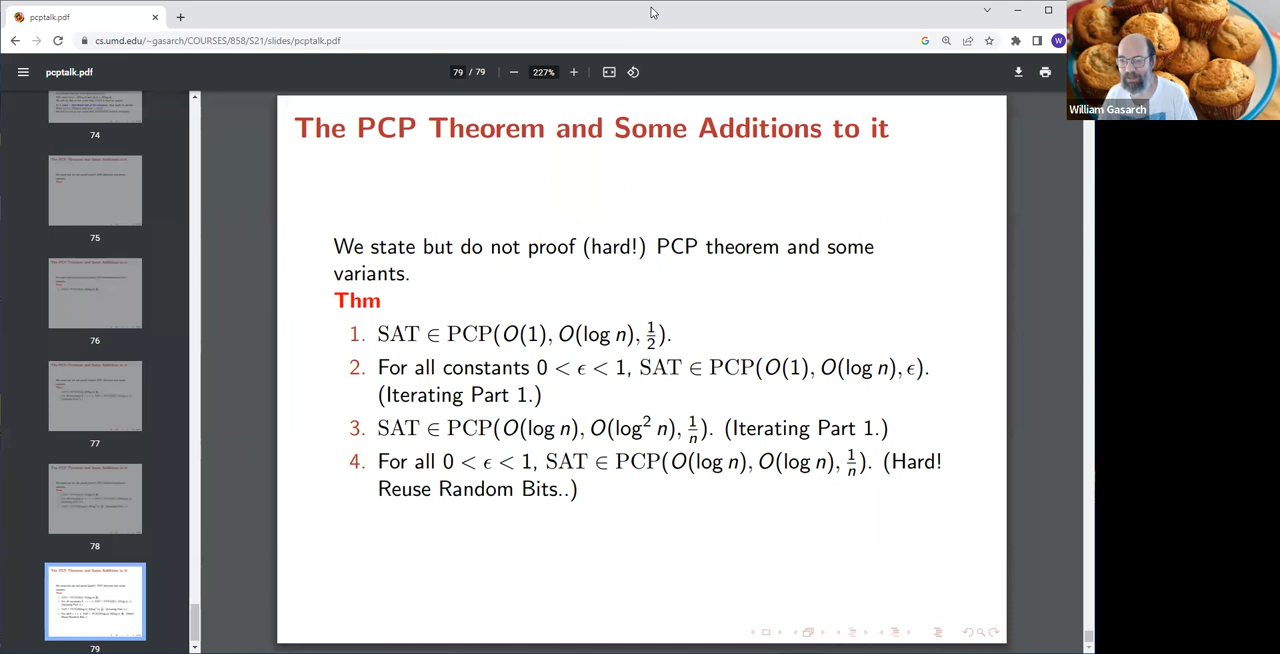 pcptalk.pdf
cs.umd.edu/~gasarch/COURSES/858/S21/slides/pcptalk.pdf
W
pcptalk.pdf
79 / 79
227%
William Gasarch
74
75
76
77
78
79
The PCP Theorem and Some Additions to it
We state but do not proof (hard!) PCP theorem and some
variants.
Thm
1. SAT ∈ PCP(O(1), O(log n), 1/2).
2. For all constants 0 < ϵ < 1, SAT ∈ PCP(O(1), O(log n), ϵ).
(Iterating Part 1.)
3. SAT ∈ PCP(O(log n), O(log² n), 1/n). (Iterating Part 1.)
4. For all 0 < ϵ < 1, SAT ∈ PCP(O(log n), O(log n), 1/n). (Hard!
Reuse Random Bits..)